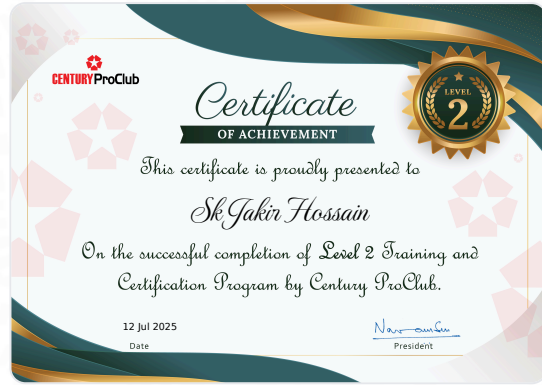 CENTURY ProClub
Certificate
OF ACHIEVEMENT
LEVEL
2
This certificate is proudly presented to
Sk Jakir Hossain
On the successful completion of Level 2 Training and
Certification Program by Century ProClub.
12 Jul 2025
Date
President